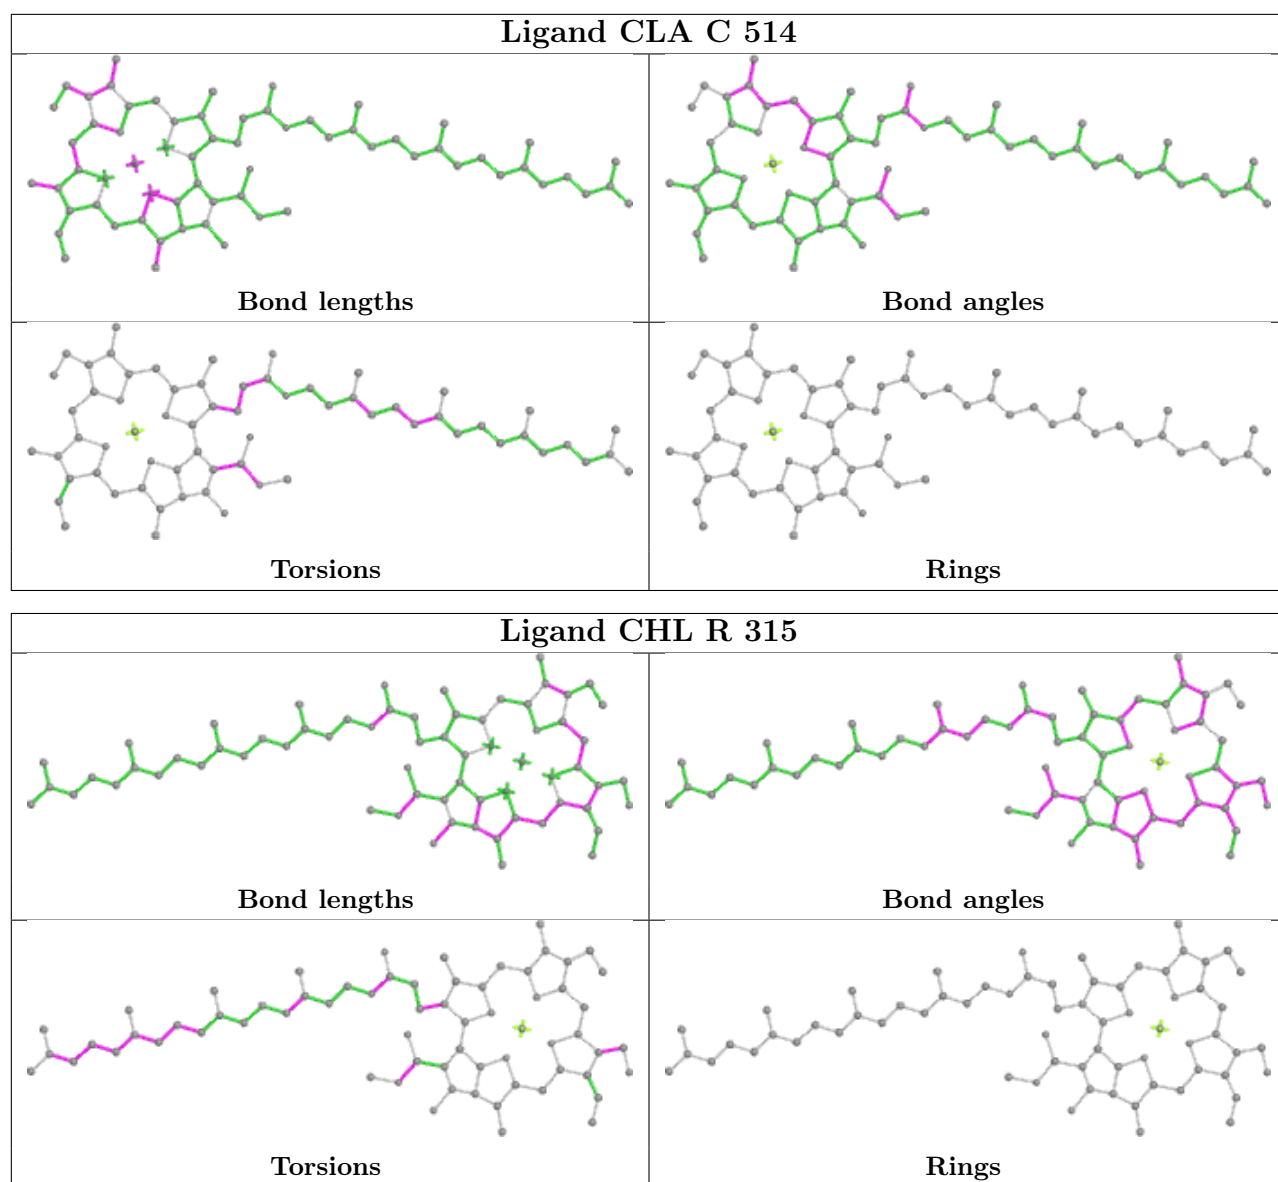 Ligand CLA C 514
Bond lengths
Bond angles
Torsions
Rings
Ligand CHL R 315
Bond lengths
Bond angles
Torsions
Rings